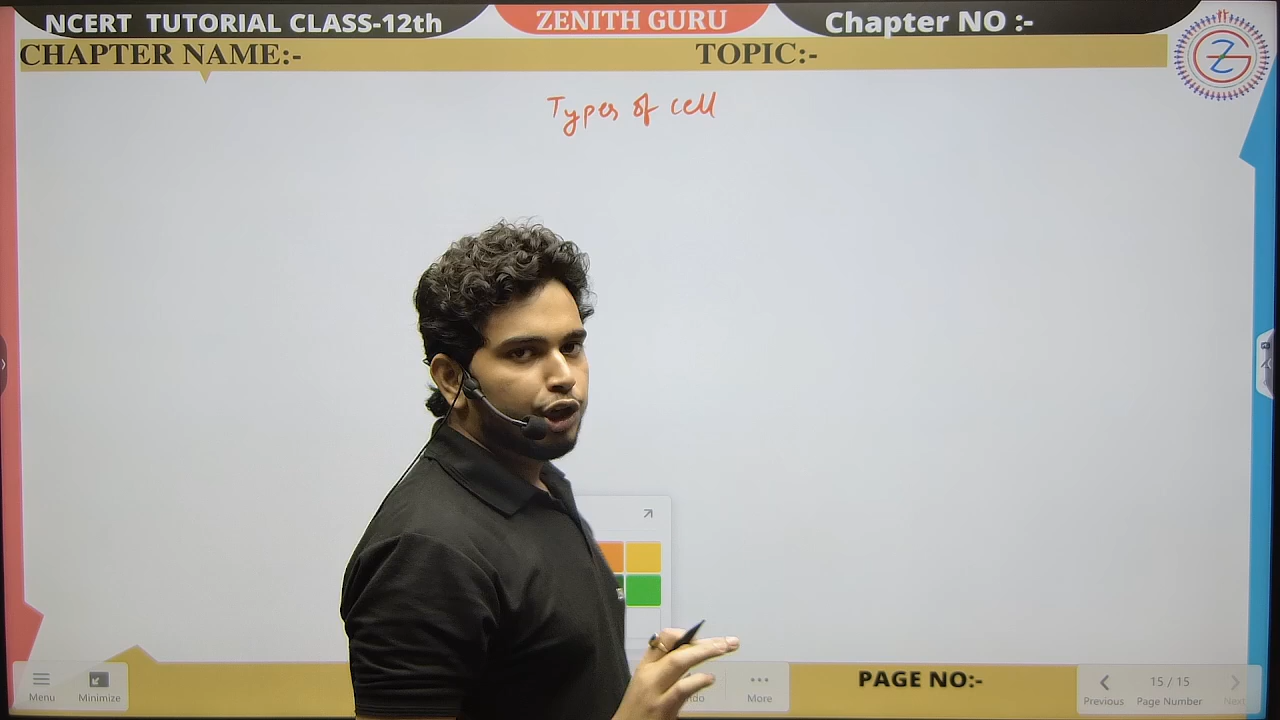 NCERT TUTORIAL CLASS-12th
ZENITH GURU
Chapter NO :-
CHAPTER NAME:-
TOPIC:-
Types of cell
PAGE NO:-
Menu
Minimize
More
Previous
15 / 15
Page Number
Next